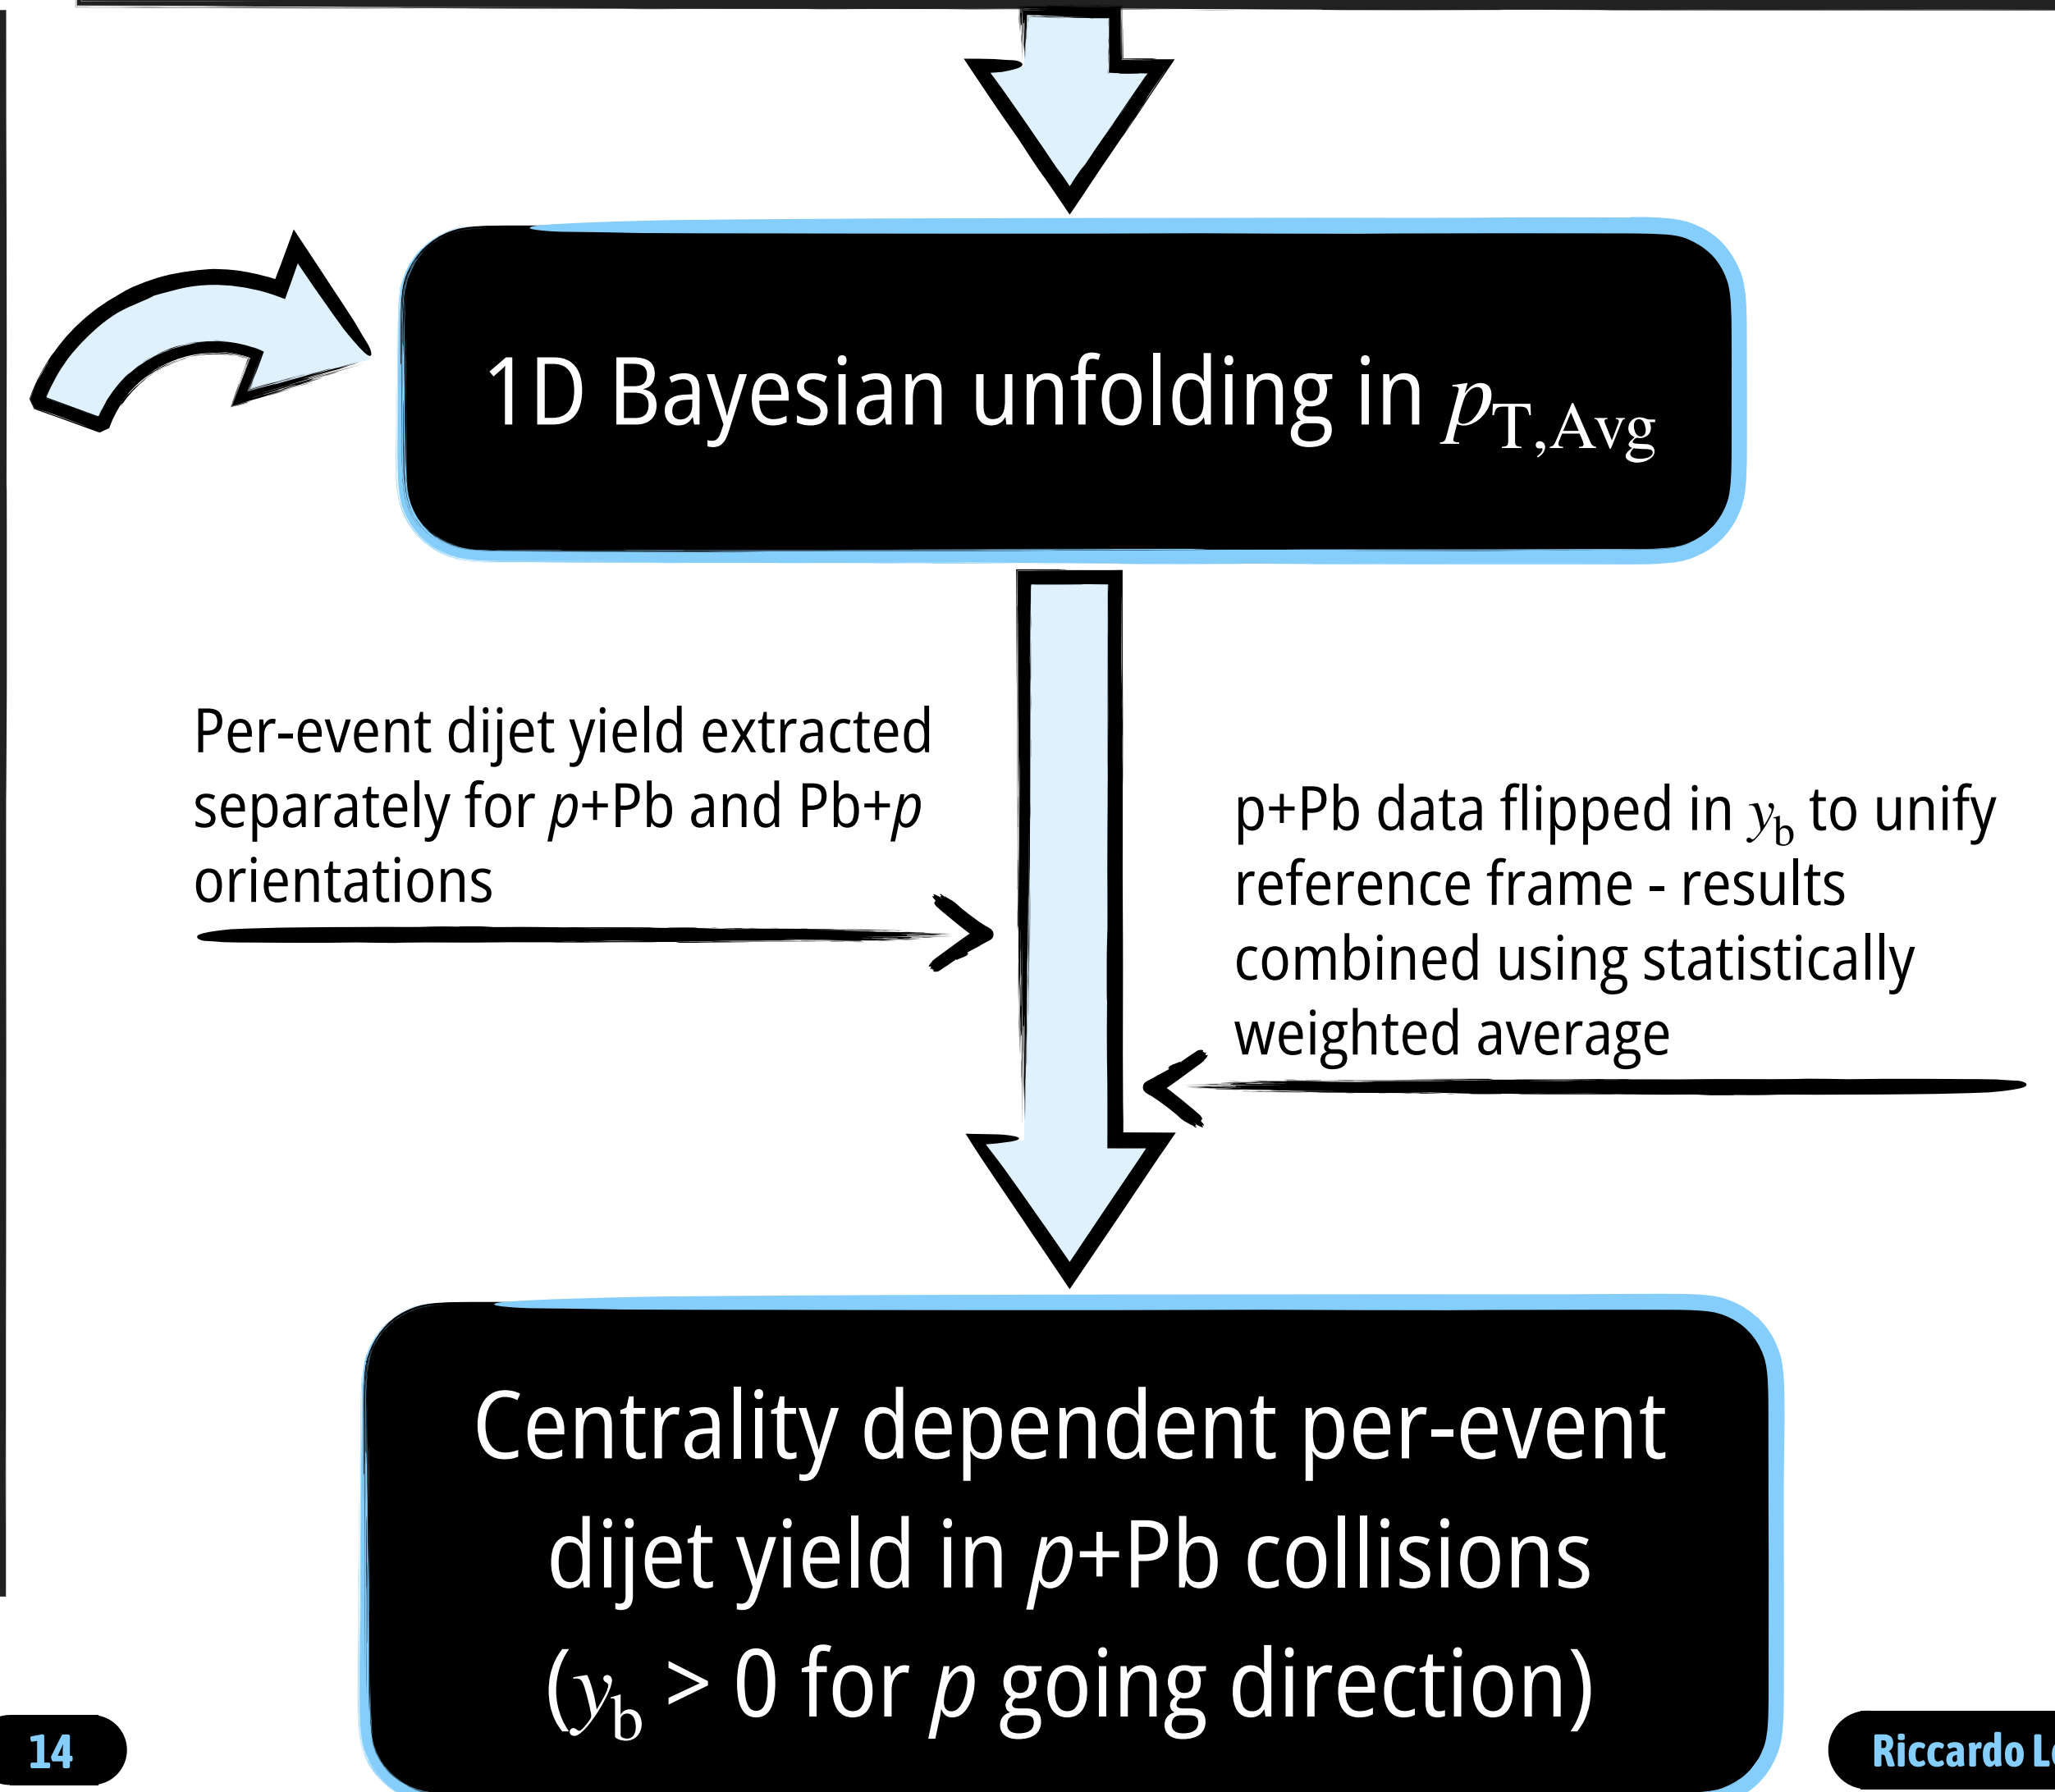 1D Bayesian unfolding in pT,Avg
Per-event dijet yield extracted
separately for p+Pb and Pb+p
orientations
p+Pb data flipped in yb to unify
reference frame - results
combined using statistically
weighted average
Centrality dependent per-event
dijet yield in p+Pb collisions
(yb > 0 for p going direction)
14
Riccardo